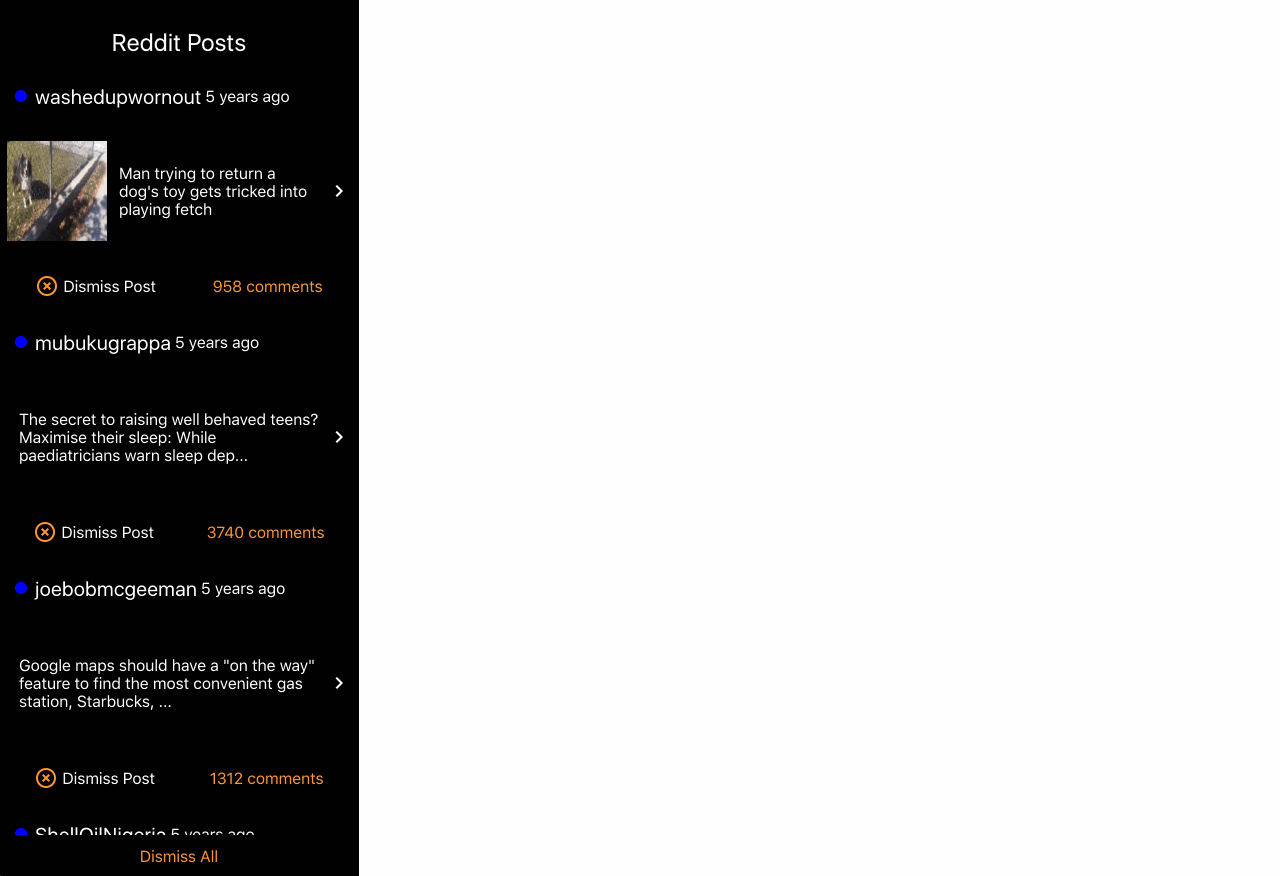 Reddit Posts
washedupwornout 5 years ago
Man trying to return a
dog's toy gets tricked into
playing fetch
Dismiss Post 958 comments
mubukugrappa 5 years ago
The secret to raising well behaved teens?
Maximise their sleep: While
paediatricians warn sleep dep...
Dismiss Post 3740 comments
joebobmcgeeman 5 years ago
Google maps should have a "on the way"
feature to find the most convenient gas
station, Starbucks, ...
Dismiss Post 1312 comments
ShellOilNigeria 5 years ago
Dismiss All